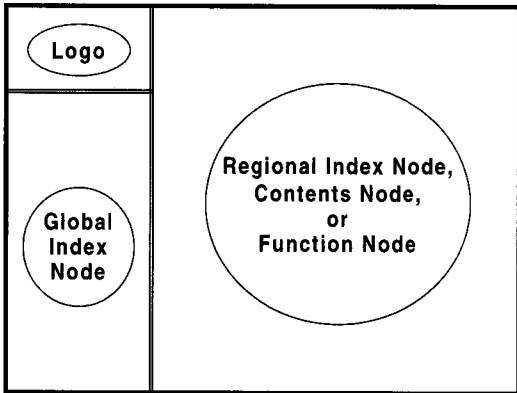 Logo
Global
Index
Node
Regional Index Node,
Contents Node,
or
Function Node